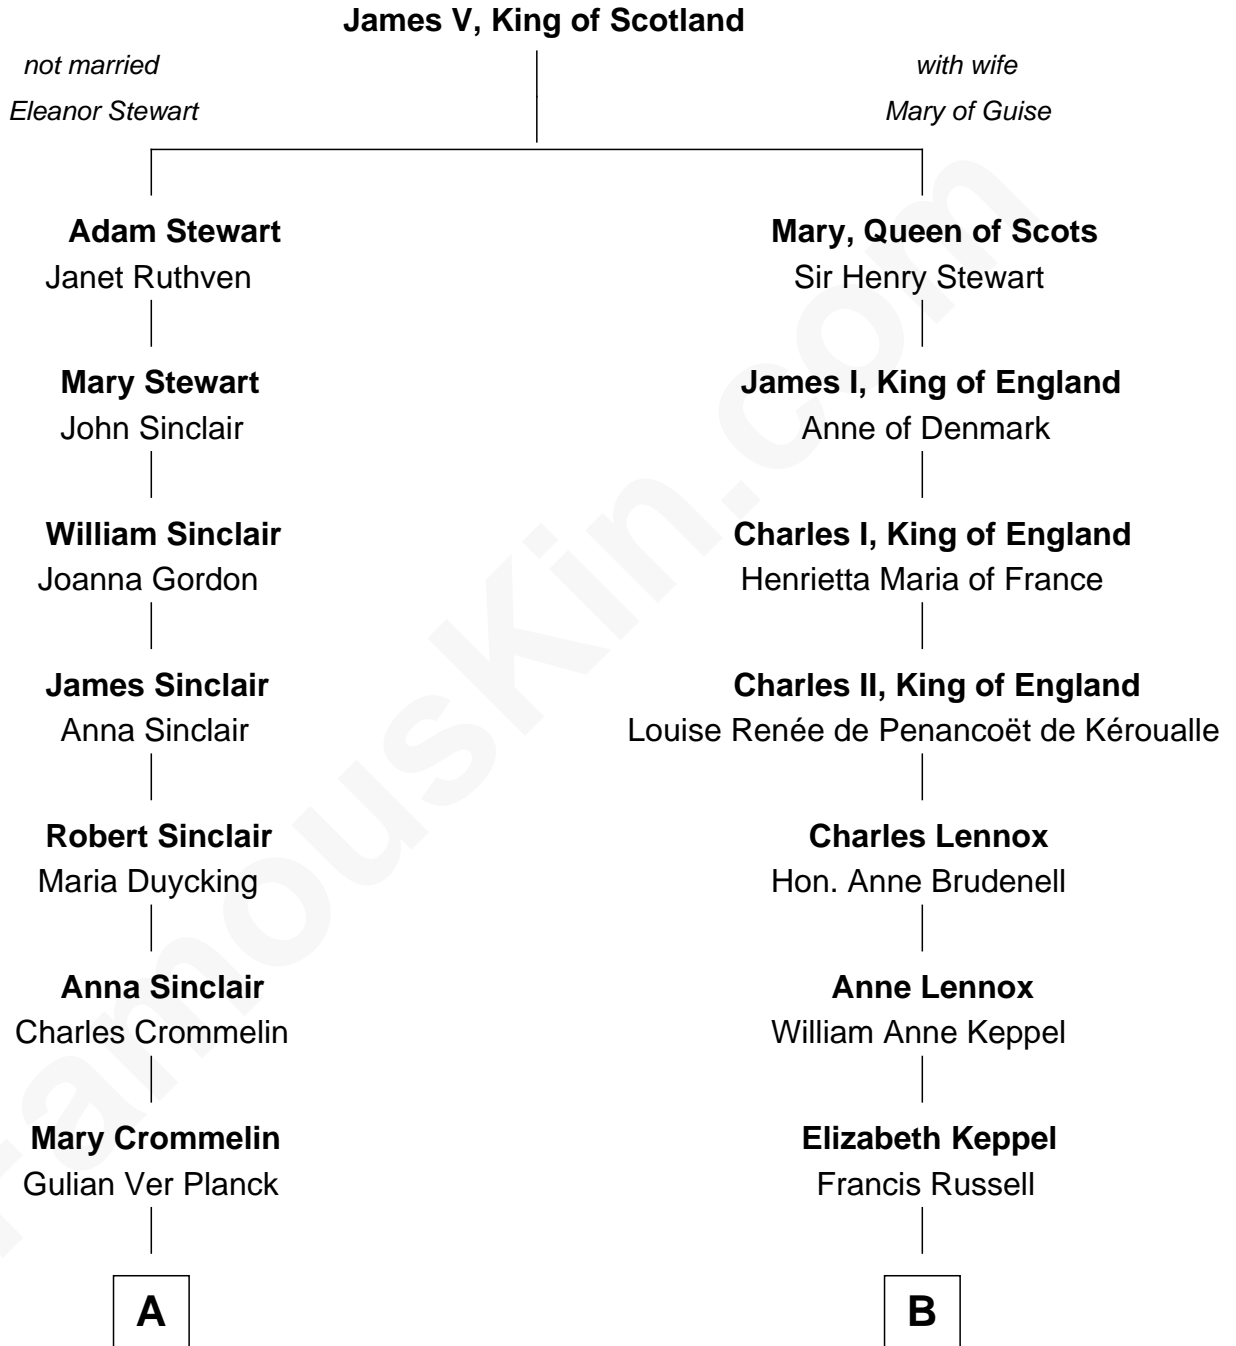 James V, King of Scotland
not married
Eleanor Stewart
with wife
Mary of Guise
Adam Stewart
Janet Ruthven
Mary, Queen of Scots
Sir Henry Stewart
Mary Stewart
John Sinclair
James I, King of England
Anne of Denmark
William Sinclair
Joanna Gordon
Charles I, King of England
Henrietta Maria of France
James Sinclair
Anna Sinclair
Charles II, King of England
Louise Renée de Penancoët de Kéroualle
Robert Sinclair
Maria Duycking
Charles Lennox
Hon. Anne Brudenell
Anna Sinclair
Charles Crommelin
Anne Lennox
William Anne Keppel
Mary Crommelin
Gulian Ver Planck
Elizabeth Keppel
Francis Russell
A
B
FamousKin.com